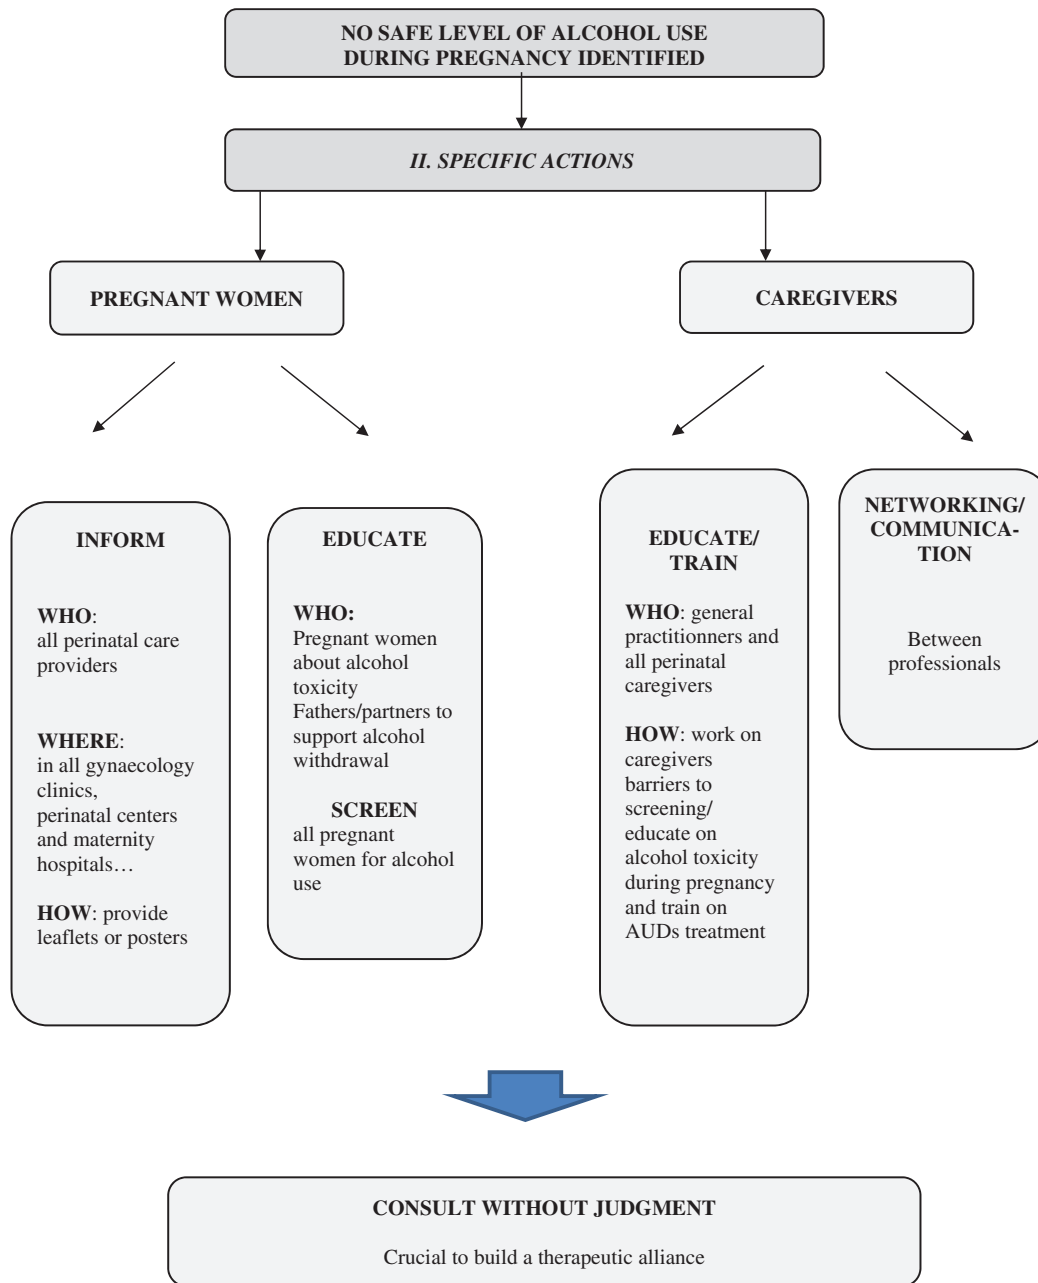 NO SAFE LEVEL OF ALCOHOL USE
DURING PREGNANCY IDENTIFIED
II. SPECIFIC ACTIONS
PREGNANT WOMEN
CAREGIVERS
INFORM
WHO:
all perinatal care
providers
WHERE:
in all gynaecology
clinics,
perinatal centers
and maternity
hospitals…
HOW: provide
leaflets or posters
EDUCATE
WHO:
Pregnant women
about alcohol
toxicity
Fathers/partners to
support alcohol
withdrawal
SCREEN
all pregnant
women for alcohol
use
EDUCATE/
TRAIN
WHO: general
practitionners and
all perinatal
caregivers
HOW: work on
caregivers
barriers to
screening/
educate on
alcohol toxicity
during pregnancy
and train on
AUDs treatment
NETWORKING/
COMMUNICA-
TION
Between
professionals
CONSULT WITHOUT JUDGMENT
Crucial to build a therapeutic alliance